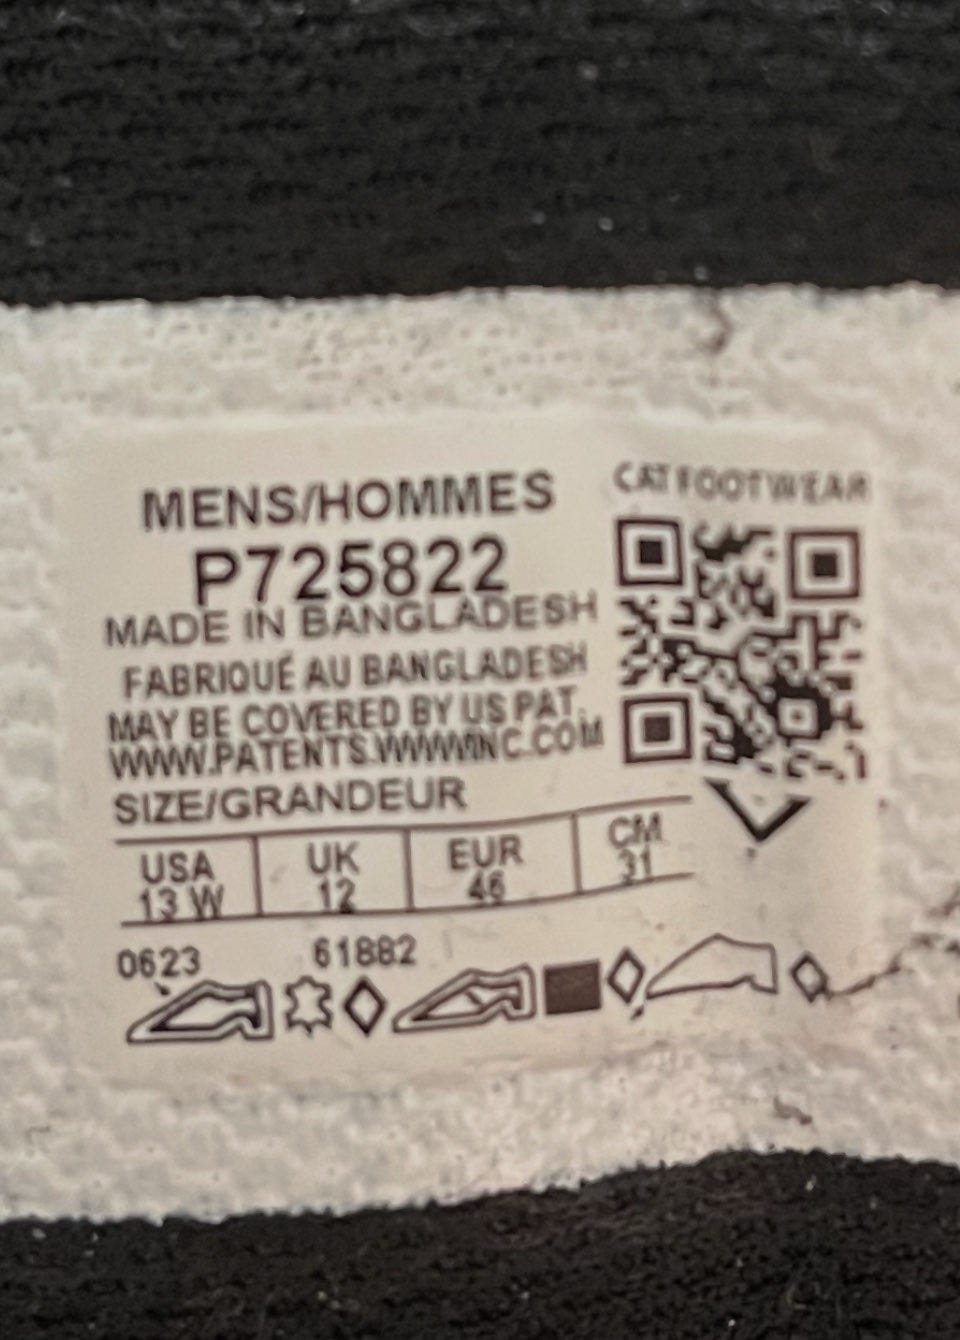 MENS/HOMMES
P725822
MADE IN BANGLADESH
FABRIQUÉ AU BANGLADESH
MAY BE COVERED BY US PAT.
WWW.PATENTS.WWWINC.COM
SIZE/GRANDEUR
USA UK EUR CM
13 W 12 46 31
0623 61882
CAT FOOTWEAR